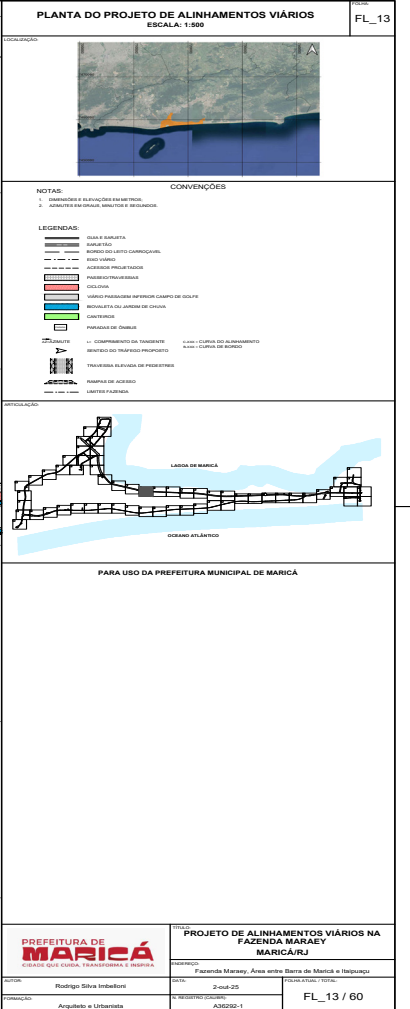 PLANTA DO PROJETO DE ALINHAMENTOS VIÁRIOS
ESCALA: 1:500
FOLHA:
FL_13
LOCALIZAÇÃO:
CONVENÇÕES
NOTAS:
1. DIMENSÕES E ELEVAÇÕES EM METROS;
2. AZIMUTES EM GRAUS, MINUTOS E SEGUNDOS.
LEGENDAS:
GUIA E SARJETA
SARJETÃO
BORDO DO LEITO CARROÇÁVEL
EIXO VIÁRIO
ACESSOS PROJETADOS
PASSEIO/TRAVESSIAS
CICLOVIA
VIÁRIO PASSAGEM INFERIOR CAMPO DE GOLFE
BIOVALETA OU JARDIM DE CHUVA
CANTEIROS
PARADAS DE ÔNIBUS
AZ=AZIMUTE
L= COMPRIMENTO DA TANGENTE
= CURVA DO ALINHAMENTO
= CURVA DE BORDO
SENTIDO DO TRÁFEGO PROPOSTO
TRAVESSIA ELEVADA DE PEDESTRES
RAMPAS DE ACESSO
LIMITES FAZENDA
ARTICULAÇÃO:
LAGOA DE MARICÁ
OCEANO ATLÂNTICO
PARA USO DA PREFEITURA MUNICIPAL DE MARICÁ
PREFEITURA DE
MARICÁ
CIDADE QUE CUIDA, TRANSFORMA E INSPIRA
TÍTULO:
PROJETO DE ALINHAMENTOS VIÁRIOS NA
FAZENDA MARAEY
MARICÁ/RJ
ENDEREÇO:
Fazenda Maraey, Área entre Barra de Maricá e Itaipuaçu
AUTOR:
Rodrigo Silva Imbelloni
DATA:
2-out-25
FOLHA ATUAL / TOTAL:
FL_13 / 60
FORMAÇÃO:
Arquiteto e Urbanista
N. REGISTRO (CAU/BR):
A36292-1